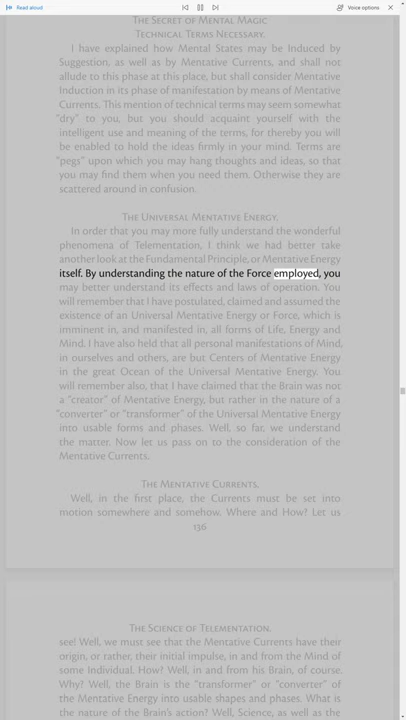 Read aloud
Voice options
The Secret of Mental Magic
Technical Terms Necessary.
I have explained how Mental States may be Induced by
Suggestion, as well as by Mentative Currents, and shall not
allude to this phase at this place, but shall consider Mentative
Induction in its phase of manifestation by means of Mentative
Currents. This mention of technical terms may seem somewhat
“dry” to you, but you should acquaint yourself with the
intelligent use and meaning of the terms, for thereby you will
be enabled to hold the ideas firmly in your mind. Terms are
“pegs” upon which you may hang thoughts and ideas, so that
you may find them when you need them. Otherwise they are
scattered around in confusion.
The Universal Mentative Energy.
In order that you may more fully understand the wonderful
phenomena of Telementation, I think we had better take
another look at the Fundamental Principle, or Mentative Energy
itself. By understanding the nature of the Force employed, you
may better understand its effects and laws of operation. You
will remember that I have postulated, claimed and assumed the
existence of an Universal Mentative Energy or Force, which is
imminent in, and manifested in, all forms of Life, Energy and
Mind. I have also held that all personal manifestations of Mind,
in ourselves and others, are but Centers of Mentative Energy
in the great Ocean of the Universal Mentative Energy. You
will remember also, that I have claimed that the Brain was not
a “creator” of Mentative Energy, but rather in the nature of a
“converter” or “transformer” of the Universal Mentative Energy
into usable forms and phases. Well, so far, we understand
the matter. Now let us pass on to the consideration of the
Mentative Currents.
The Mentative Currents.
Well, in the first place, the Currents must be set into
motion somewhere and somehow. Where and How? Let us
136
The Science of Telementation.
see! Well, we must see that the Mentative Currents have their
origin, or rather, their initial impulse, in and from the Mind of
some Individual. How? Well, in and from his Brain, of course.
Why? Well, the Brain is the “transformer” or “converter” of
the Mentative Energy into usable shapes and phases. What is
the nature of the Brain’s action? Well, Science, as well as the